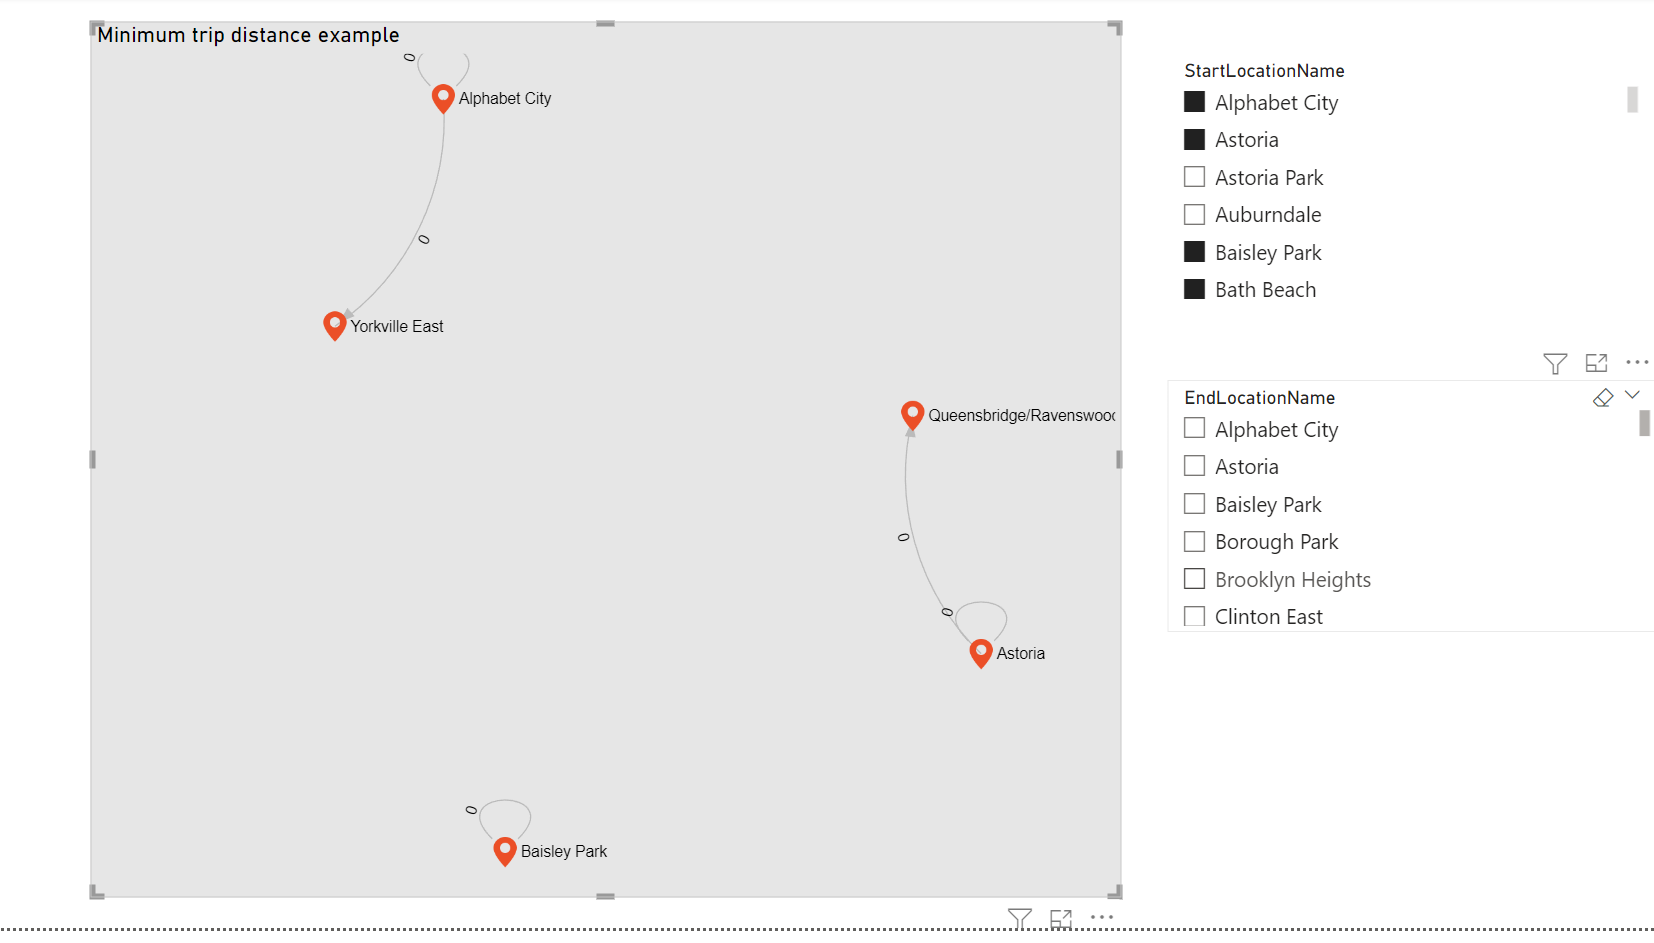 Minimum trip distance example
0
Alphabet City
0
Yorkville East
Queensbridge/Ravenswood
0
0
Astoria
0
Baisley Park
StartLocationName
Alphabet City
Astoria
Astoria Park
Auburndale
Baisley Park
Bath Beach
EndLocationName
Alphabet City
Astoria
Baisley Park
Borough Park
Brooklyn Heights
Clinton East